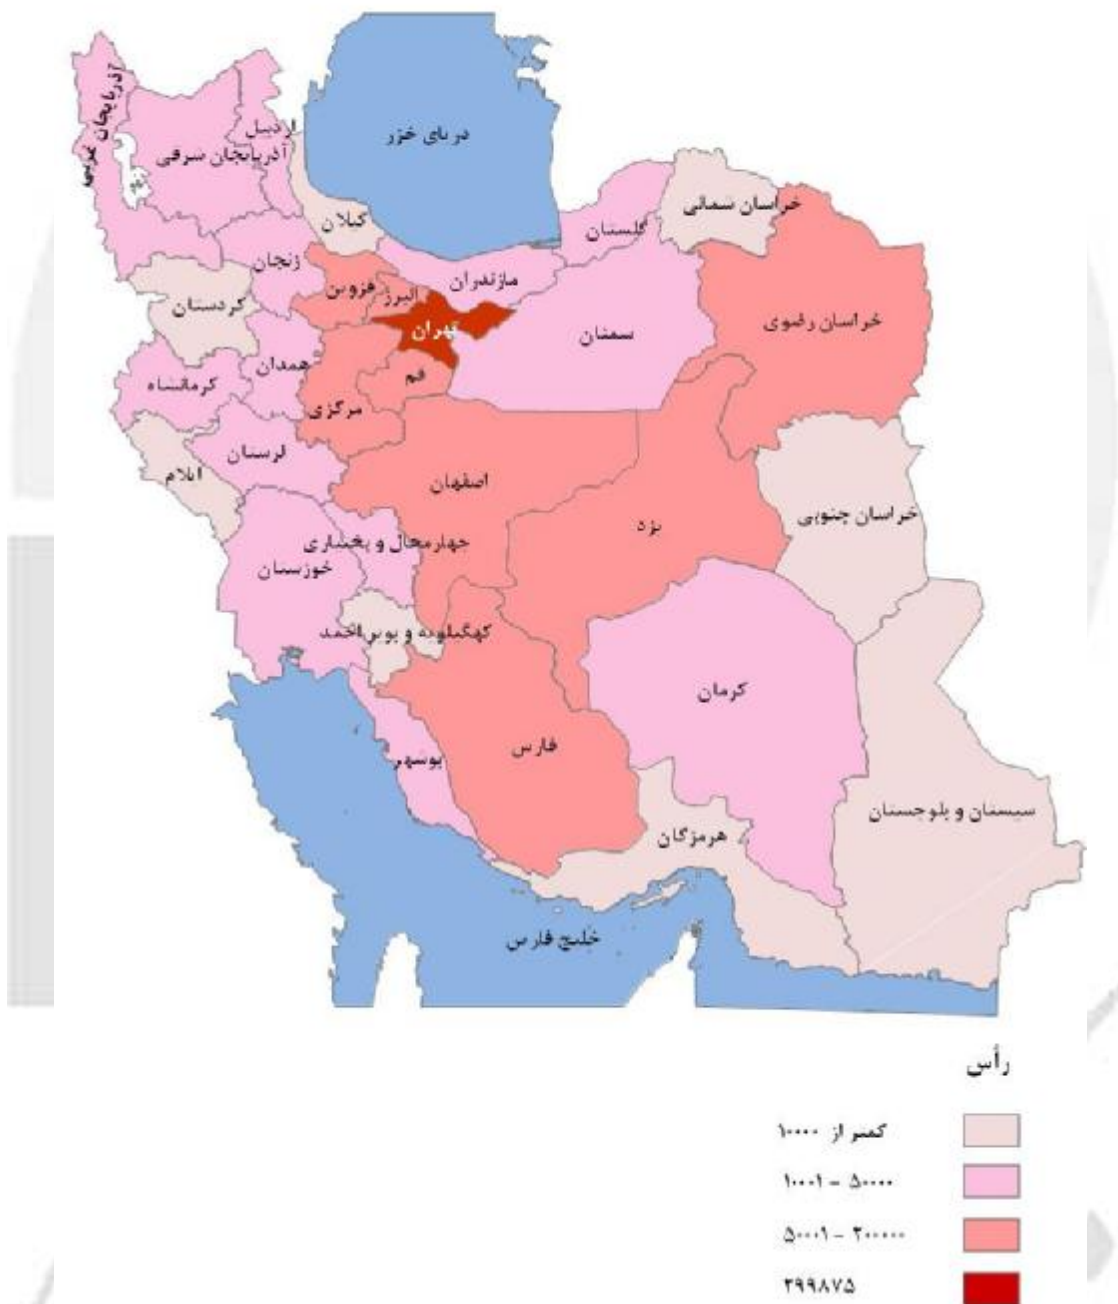 دریای خزر
آذربایجان غربی
اردبیل
آذربایجان شرقی
گیلان
گلستان
خراسان شمالی
زنجان
مازندران
قزوین
البرز
کردستان
تهران
سمنان
خراسان رضوی
همدان
کرمانشاه
قم
مرکزی
لرستان
ایلام
اصفهان
خراسان جنوبی
یزد
چهارمحال و بختیاری
خوزستان
کهگیلویه و بویراحمد
کرمان
فارس
بوشهر
سیستان و بلوچستان
هرمزگان
خلیج فارس
رأس
کمتر از ۱۰۰۰۰
۱۰۰۰۱ - ۵۰۰۰۰
۵۰۰۰۱ - ۲۰۰۰۰۰